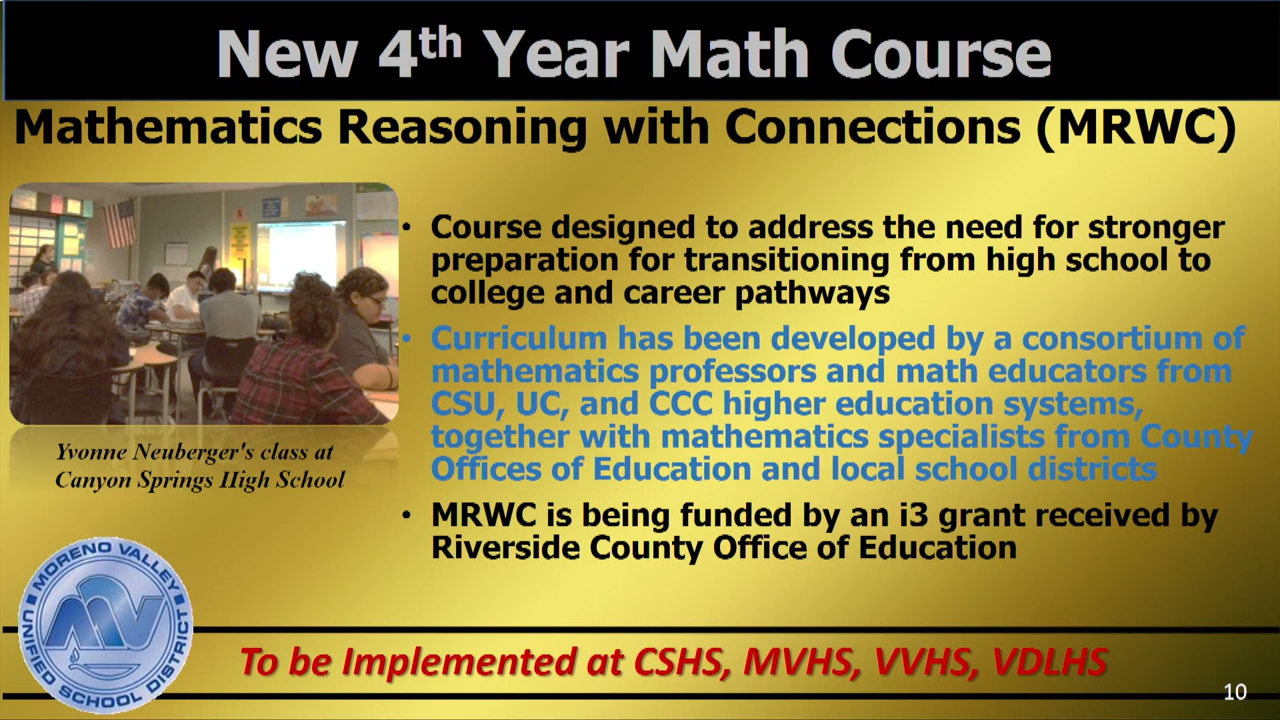 New 4th Year Math Course
Mathematics Reasoning with Connections (MRWC)
• Course designed to address the need for stronger
preparation for transitioning from high school to
college and career pathways
• Curriculum has been developed by a consortium of
mathematics professors and math educators from
CSU, UC, and CCC higher education systems,
together with mathematics specialists from County
Offices of Education and local school districts
• MRWC is being funded by an i3 grant received by
Riverside County Office of Education
Yvonne Neuberger's class at
Canyon Springs High School
MORENO VALLEY
UNIFIED SCHOOL DISTRICT
To be Implemented at CSHS, MVHS, VVHS, VDLHS
10